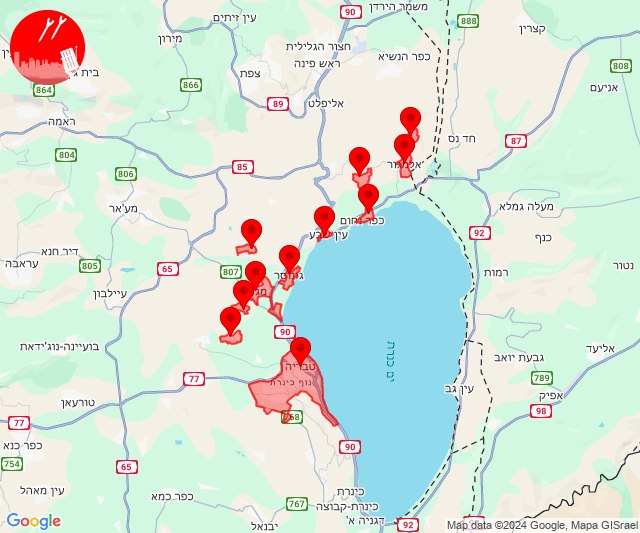 90
משמר הירדן
עין זיתים
888
קצרין
מירון
חצור הגלילית
כפר הנשיא
ראש פינה
צפת
808
866
אניעם
864
אליפלט
89
ראמה
87
חד נס
804
85
אלמגור
805
מע'אר
מעלה גמלא
כפר נחום
92
כנף
עין שבע
דיר חנא
65
807
רמות
עראבה
805
גינוסר
עיילבון
90
בועיינה-נוג'ידאת
גבעת יואב
אליעד
ים כנרת
טבריה
789
77
נוף כינרת
עין גב
אפיק
טורעאן
98
768
77
90
כפר כנא
754
65
כינרת
עין מאהל
כפר כמא
767
כינרת-קבוצה
דגניה א'
יבנאל
92
Google
Map data ©2024 Google, Mapa GISrael